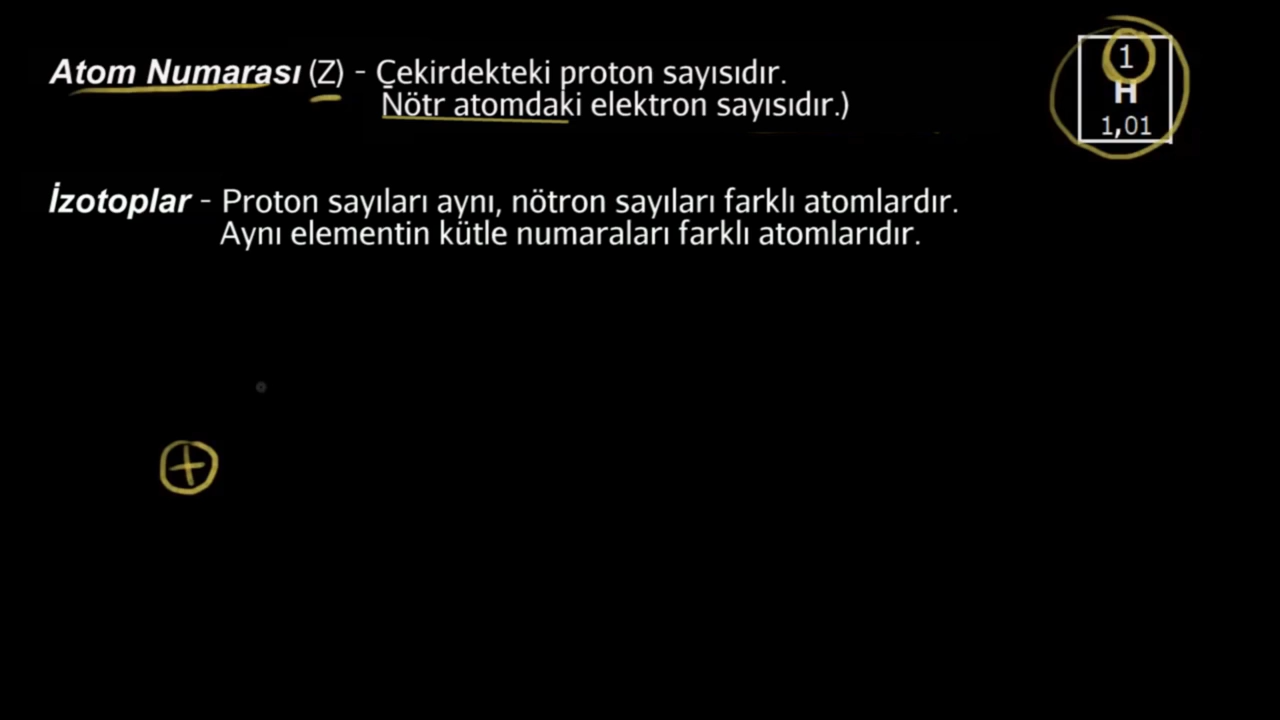 Atom Numarası (Z) - Çekirdekteki proton sayısıdır.
Nötr atomdaki elektron sayısıdır.)
1
H
1,01
İzotoplar - Proton sayıları aynı, nötron sayıları farklı atomlardır.
Aynı elementin kütle numaraları farklı atomlarıdır.
+